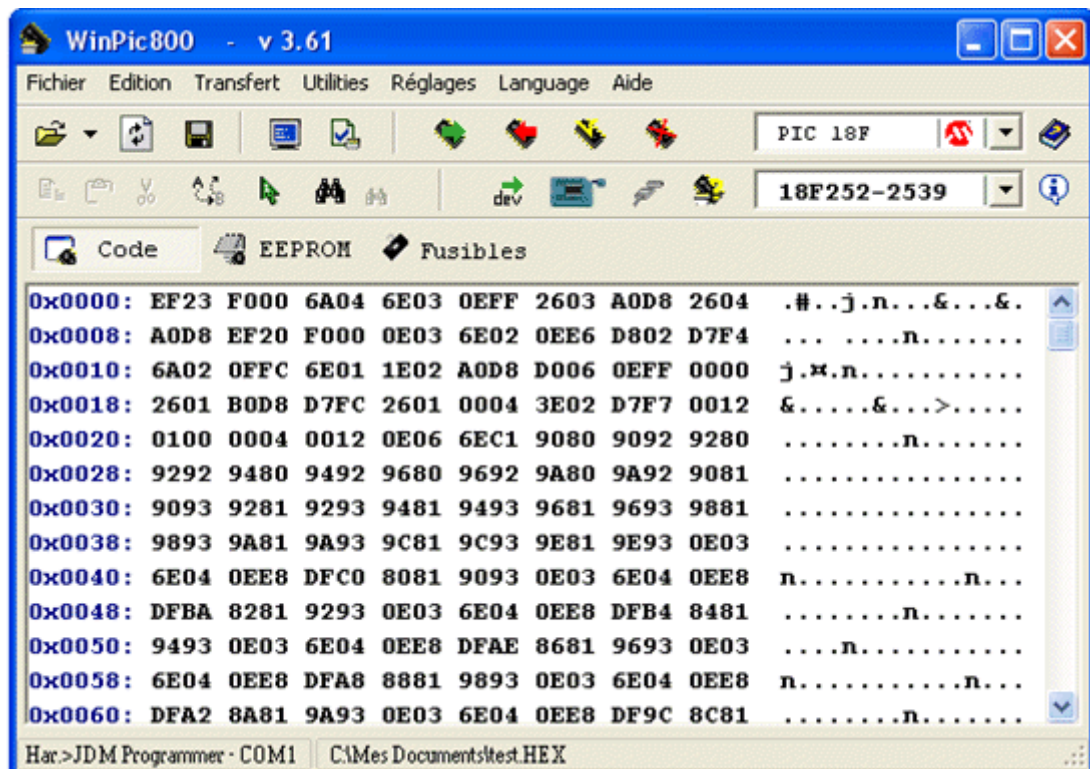 WinPic800 - v 3.61
Fichier Edition Transfert Utilities Réglages Language Aide
PIC 18F
dev 18F252-2539
Code EEPROM Fusibles
0x0000: EF23 F000 6A04 6E03 0EFF 2603 A0D8 2604 .#..j.n...&...&.
0x0008: A0D8 EF20 F000 0E03 6E02 0EE6 D802 D7F4 ... ....n.......
0x0010: 6A02 0FFC 6E01 1E02 A0D8 D006 0EFF 0000 j.¤.n...........
0x0018: 2601 B0D8 D7FC 2601 0004 3E02 D7F7 0012 &.....&...>.....
0x0020: 0100 0004 0012 0E06 6EC1 9080 9092 9280 ........n.......
0x0028: 9292 9480 9492 9680 9692 9A80 9A92 9081 ................
0x0030: 9093 9281 9293 9481 9493 9681 9693 9881 ................
0x0038: 9893 9A81 9A93 9C81 9C93 9E81 9E93 0E03 ................
0x0040: 6E04 0EE8 DFC0 8081 9093 0E03 6E04 0EE8 n...........n...
0x0048: DFBA 8281 9293 0E03 6E04 0EE8 DFB4 8481 ........n.......
0x0050: 9493 0E03 6E04 0EE8 DFAE 8681 9693 0E03 ....n...........
0x0058: 6E04 0EE8 DFA8 8881 9893 0E03 6E04 0EE8 n...........n...
0x0060: DFA2 8A81 9A93 0E03 6E04 0EE8 DF9C 8C81 ........n.......
Har.>JDM Programmer - COM1 C:\Mes Documents\test.HEX